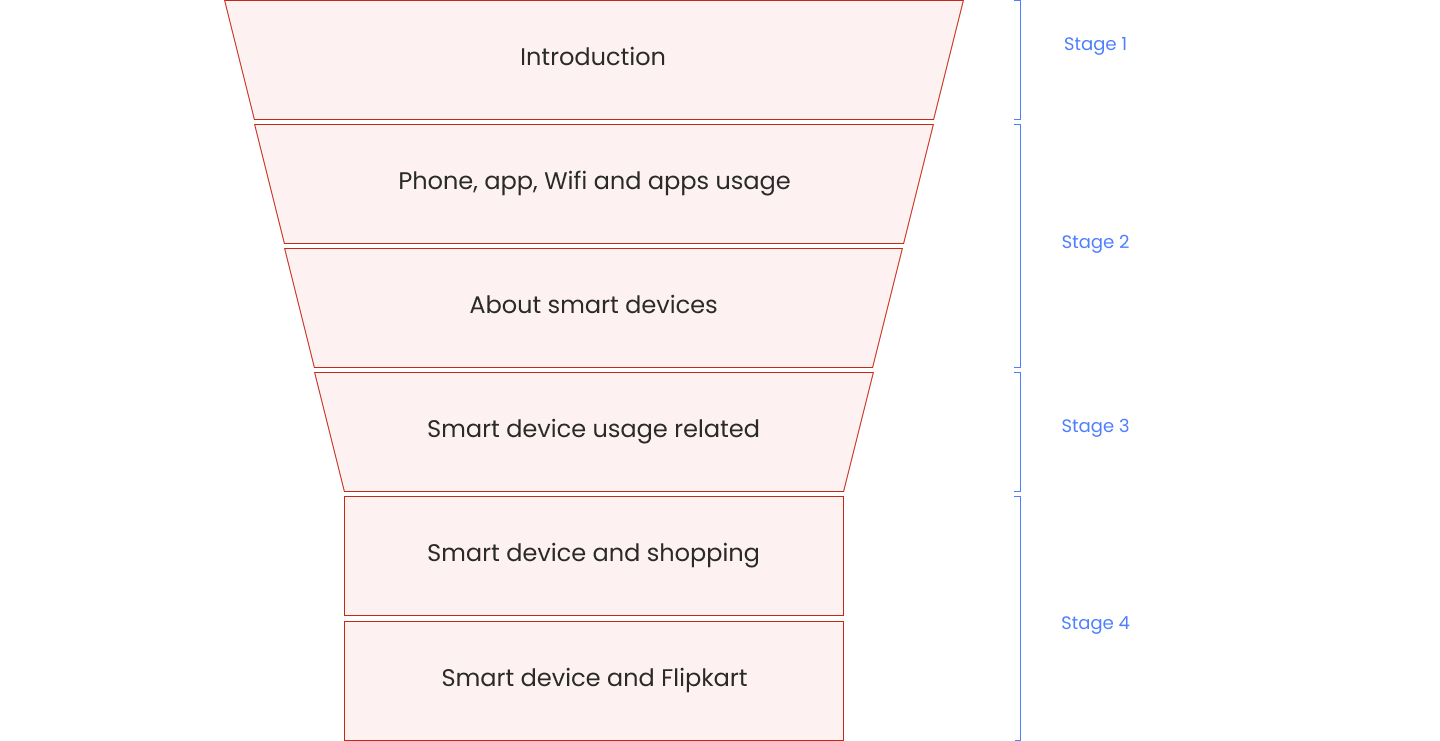 Introduction
Stage 1
Phone, app, Wifi and apps usage
Stage 2
About smart devices
Smart device usage related
Stage 3
Smart device and shopping
Stage 4
Smart device and Flipkart